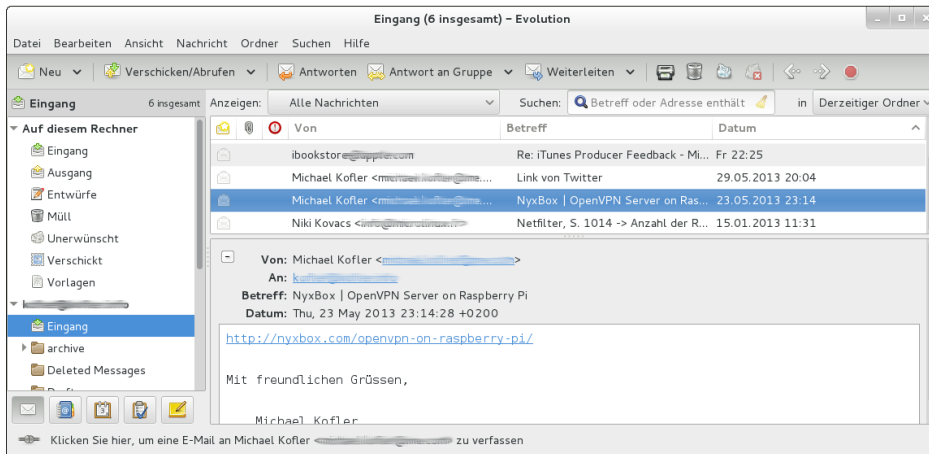 Eingang (6 insgesamt) – Evolution
Datei Bearbeiten Ansicht Nachricht Ordner Suchen Hilfe
Neu Verschicken/Abrufen Antworten Antwort an Gruppe Weiterleiten
Eingang 6 insgesamt Anzeigen: Alle Nachrichten Suchen: Betreff oder Adresse enthält in Derzeitiger Ordner
Auf diesem Rechner
Eingang
Ausgang
Entwürfe
Müll
Unerwünscht
Verschickt
Vorlagen
Eingang
archive
Deleted Messages
Von Betreff Datum
ibookstore Re: iTunes Producer Feedback - Mi... Fr 22:25
Michael Kofler < Link von Twitter 29.05.2013 20:04
Michael Kofler < NyxBox | OpenVPN Server on Ras... 23.05.2013 23:14
Niki Kovacs < Netfilter, S. 1014 -> Anzahl der R... 15.01.2013 11:31
Von: Michael Kofler < >
An:
Betreff: NyxBox | OpenVPN Server on Raspberry Pi
Datum: Thu, 23 May 2013 23:14:28 +0200
http://nyxbox.com/openvpn-on-raspberry-pi/
Mit freundlichen Grüssen,
Michael Kofler
Klicken Sie hier, um eine E-Mail an Michael Kofler < zu verfassen